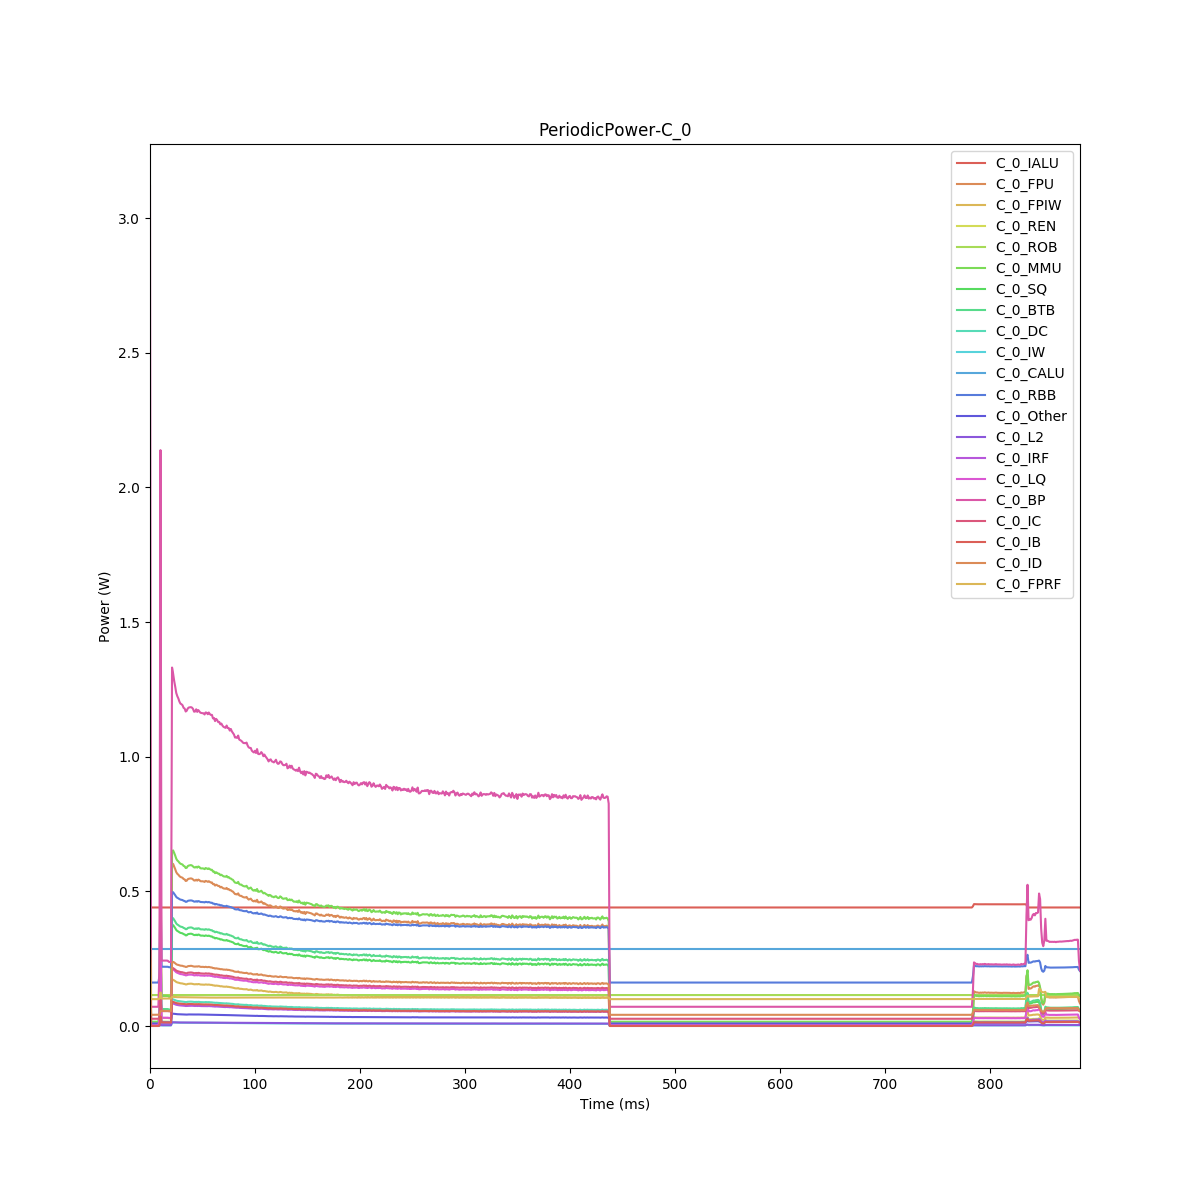 PeriodicPower-C_0
3.0
2.5
2.0
1.5
1.0
0.5
0.0
Power (W)
C_0_IALU
C_0_FPU
C_0_FPIW
C_0_REN
C_0_ROB
C_0_MMU
C_0_SQ
C_0_BTB
C_0_DC
C_0_IW
C_0_CALU
C_0_RBB
C_0_Other
C_0_L2
C_0_IRF
C_0_LQ
C_0_BP
C_0_IC
C_0_IB
C_0_ID
C_0_FPRF
0 100 200 300 400 500 600 700 800
Time (ms)